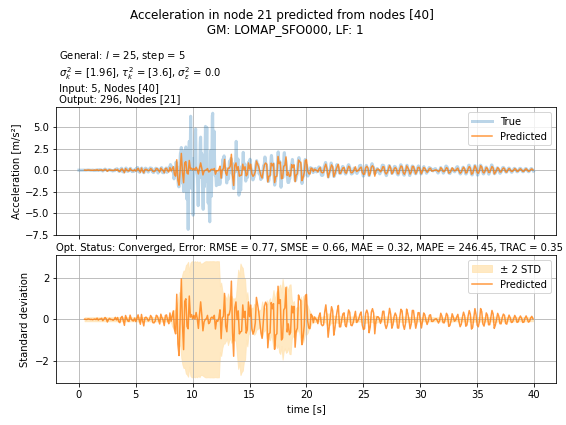 Acceleration in node 21 predicted from nodes [40]
GM: LOMAP_SFO000, LF: 1
General: l = 25, step = 5
σ²ₖ = [1.96], τ²ₖ = [3.6], σ²ε = 0.0
Input: 5, Nodes [40]
Output: 296, Nodes [21]
Acceleration [m/s²]
5.0
2.5
0.0
−2.5
−5.0
−7.5
True
Predicted
Opt. Status: Converged, Error: RMSE = 0.77, SMSE = 0.66, MAE = 0.32, MAPE = 246.45, TRAC = 0.35
Standard deviation
2
0
−2
± 2 STD
Predicted
0 5 10 15 20 25 30 35 40
time [s]